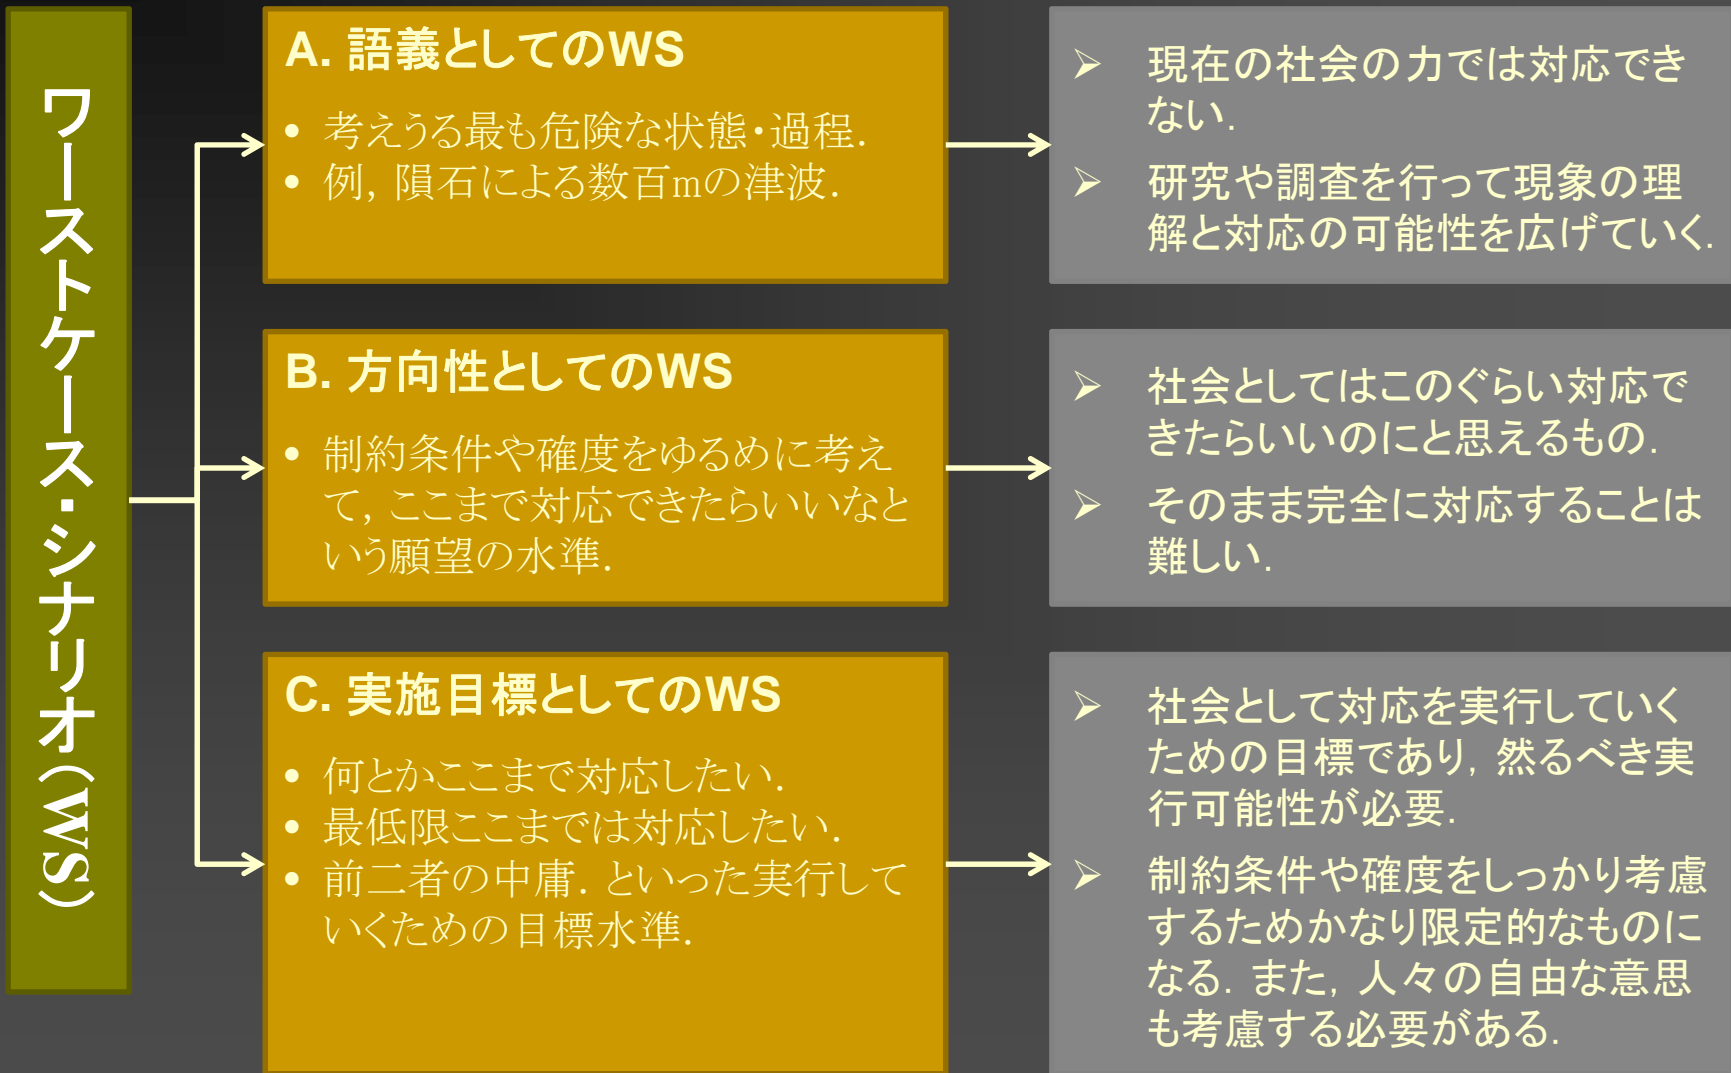 ワーストケース・シナリオ(WS)
A. 語義としてのWS
• 考えうる最も危険な状態・過程.
• 例, 隕石による数百mの津波.
➢ 現在の社会の力では対応でき
ない.
➢ 研究や調査を行って現象の理
解と対応の可能性を広げていく.
B. 方向性としてのWS
• 制約条件や確度をゆるめに考え
て, ここまで対応できたらいいなと
いう願望の水準.
➢ 社会としてはこのぐらい対応で
きたらいいのにと思えるもの.
➢ そのまま完全に対応することは
難しい.
C. 実施目標としてのWS
• 何とかここまで対応したい.
• 最低限ここまでは対応したい.
• 前二者の中庸. といった実行して
いくための目標水準.
➢ 社会として対応を実行していく
ための目標であり, 然るべき実
行可能性が必要.
➢ 制約条件や確度をしっかり考慮
するためかなり限定的なものに
なる. また, 人々の自由な意思
も考慮する必要がある.